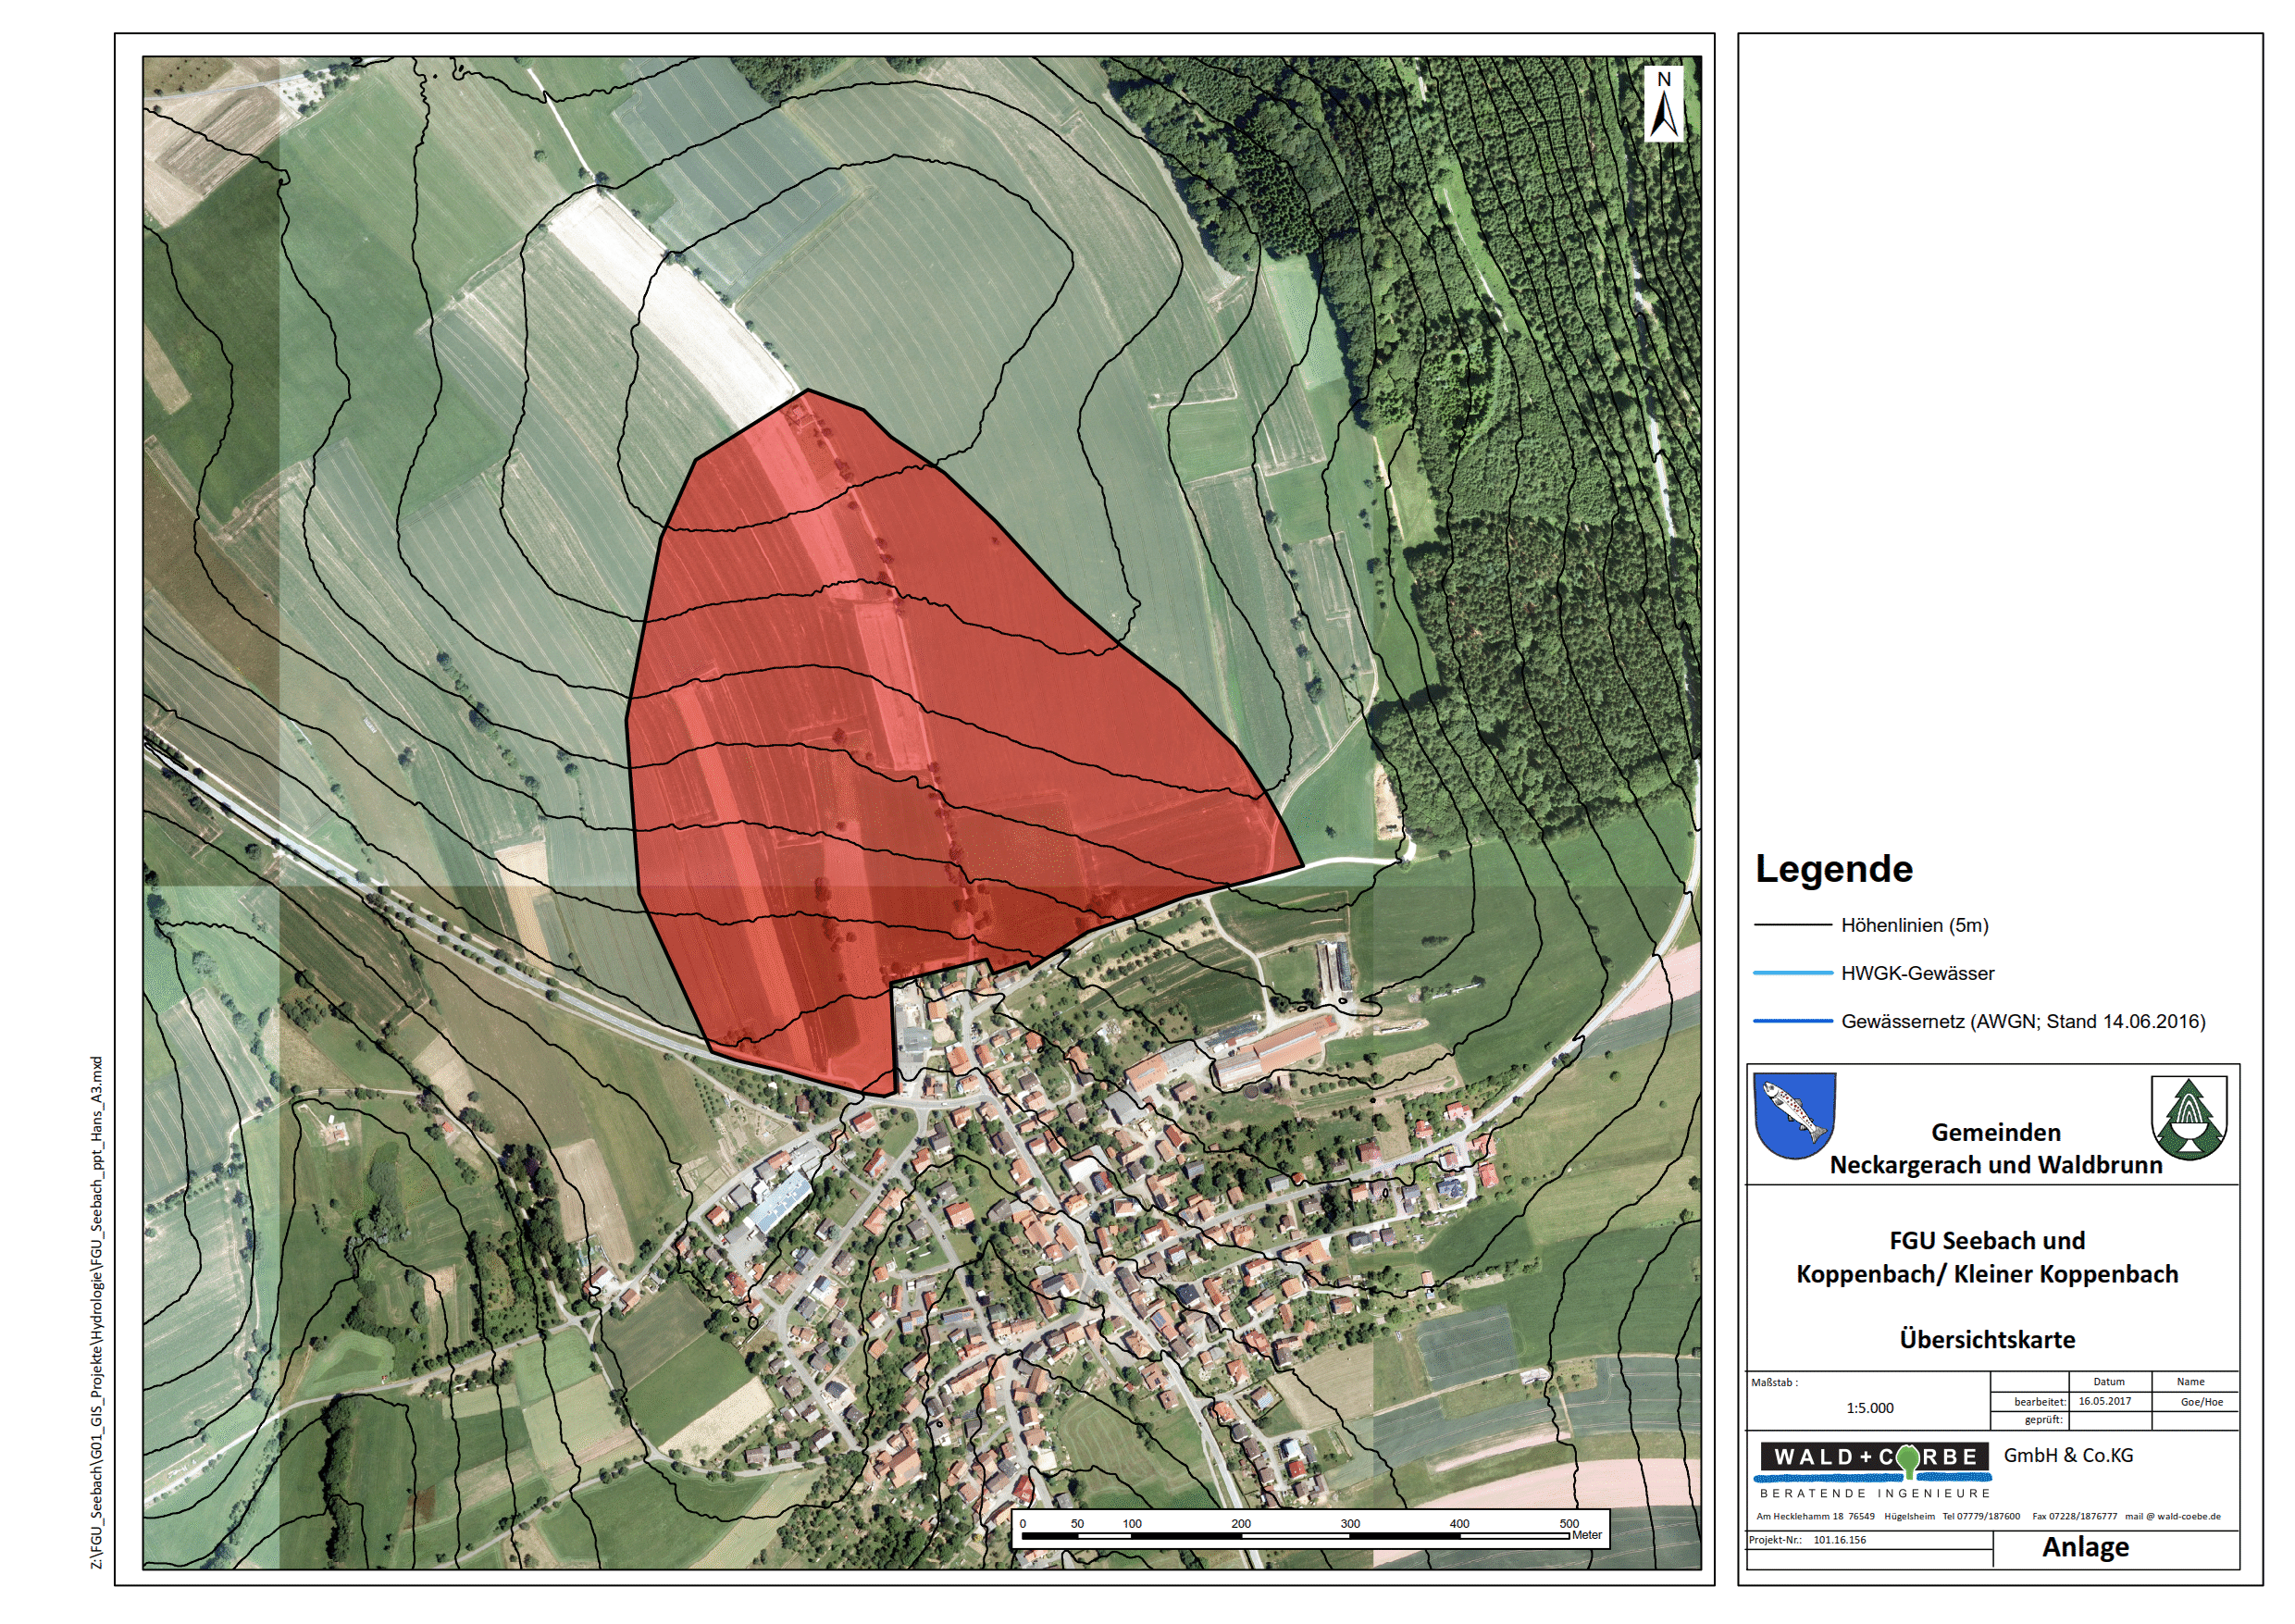 N
Z:\FGU_Seebach\G01_GIS_Projekte\Hydrologie\FGU_Seebach_ppt_Hans_A3.mxd
0 50 100 200 300 400 500
Meter
Legende
Höhenlinien (5m)
HWGK-Gewässer
Gewässernetz (AWGN; Stand 14.06.2016)
Gemeinden
Neckargerach und Waldbrunn
FGU Seebach und
Koppenbach/ Kleiner Koppenbach
Übersichtskarte
Maßstab :
1:5.000
Datum Name
bearbeitet: 16.05.2017 Goe/Hoe
geprüft:
WALD + CORBE GmbH & Co.KG
BERATENDE INGENIEURE
Am Hecklehamm 18 76549 Hügelsheim Tel 07779/187600 Fax 07228/1876777 mail @ wald-coebe.de
Projekt-Nr.: 101.16.156
Anlage